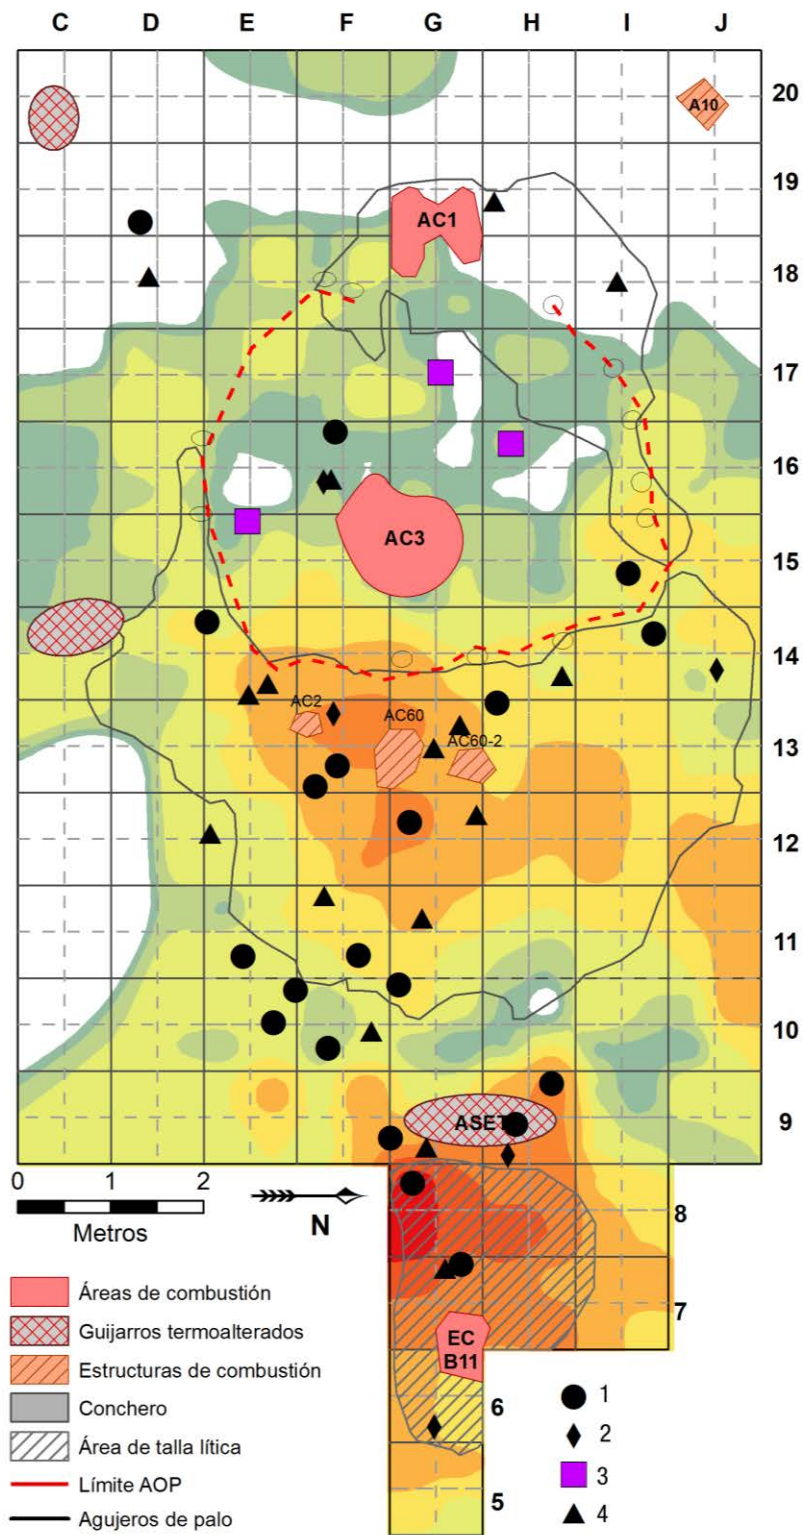 C D E F G H I J
20
A10
19
AC1
18
17
16
AC3
15
14
AC2
AC60
AC60-2
13
12
11
10
ASET
9
0 1 2
Metros
N
8
7
EC
B11
6
5
Áreas de combustión
Guijarros termoalterados
Estructuras de combustión
Conchero
Área de talla lítica
Límite AOP
Agujeros de palo
1
2
3
4